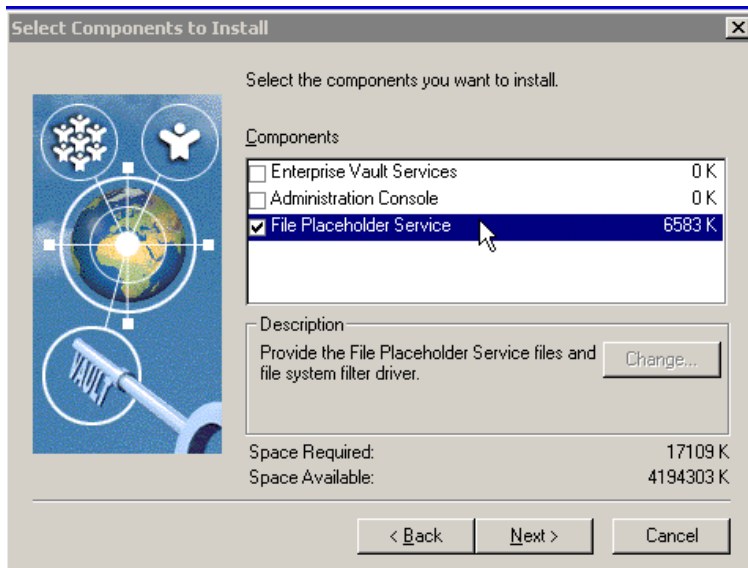 Select Components to Install
Select the components you want to install.
Components
Enterprise Vault Services 0 K
Administration Console 0 K
File Placeholder Service 6583 K
Description
Provide the File Placeholder Service files and
file system filter driver.
Change...
VAULT
Space Required: 17109 K
Space Available: 4194303 K
< Back Next > Cancel